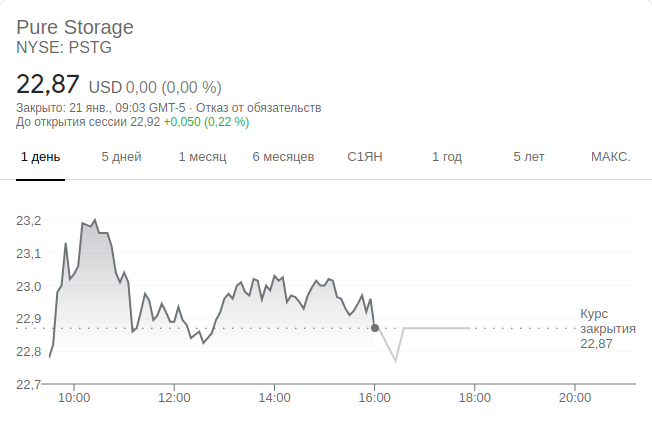 Pure Storage
NYSE: PSTG
22,87 USD 0,00 (0,00 %)
Закрыто: 21 янв., 09:03 GMT-5 · Отказ от обязательств
До открытия сессии 22,92 +0,050 (0,22 %)
1 день 5 дней 1 месяц 6 месяцев С1ЯН 1 год 5 лет МАКС.
23,2
23,1
23,0
22,9
22,8
22,7
Курс
закрытия
22,87
10:00 12:00 14:00 16:00 18:00 20:00